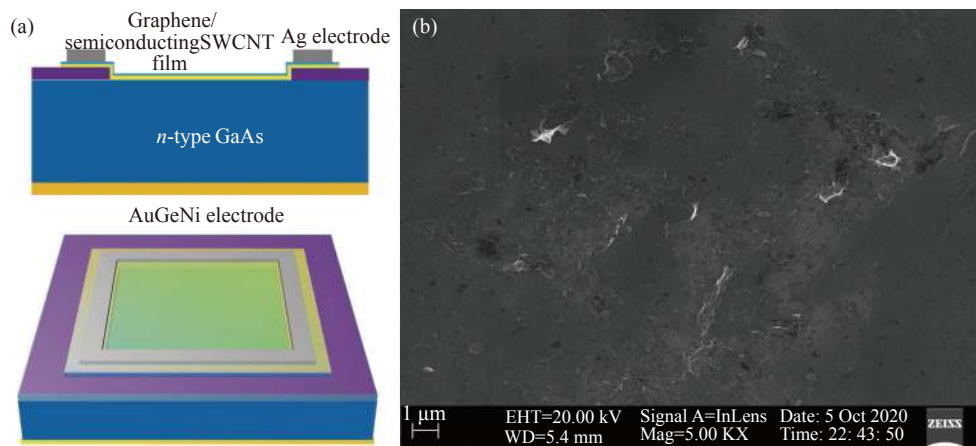 (a)
Graphene/
semiconductingSWCNT
film
Ag electrode
n-type GaAs
AuGeNi electrode
(b)
1 μm
EHT=20.00 kV
WD=5.4 mm
Signal A=InLens
Mag=5.00 KX
Date: 5 Oct 2020
Time: 22: 43: 50
ZEISS